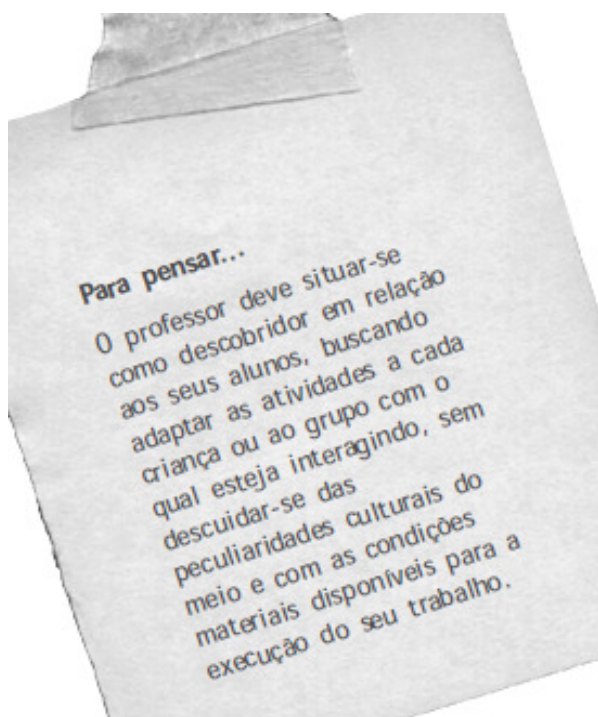 Para pensar...
O professor deve situar-se
como descobridor em relação
aos seus alunos, buscando
adaptar as atividades a cada
criança ou ao grupo com o
qual esteja interagindo, sem
descuidar-se das
peculiaridades culturais do
meio e com as condições
materiais disponíveis para a
execução do seu trabalho.